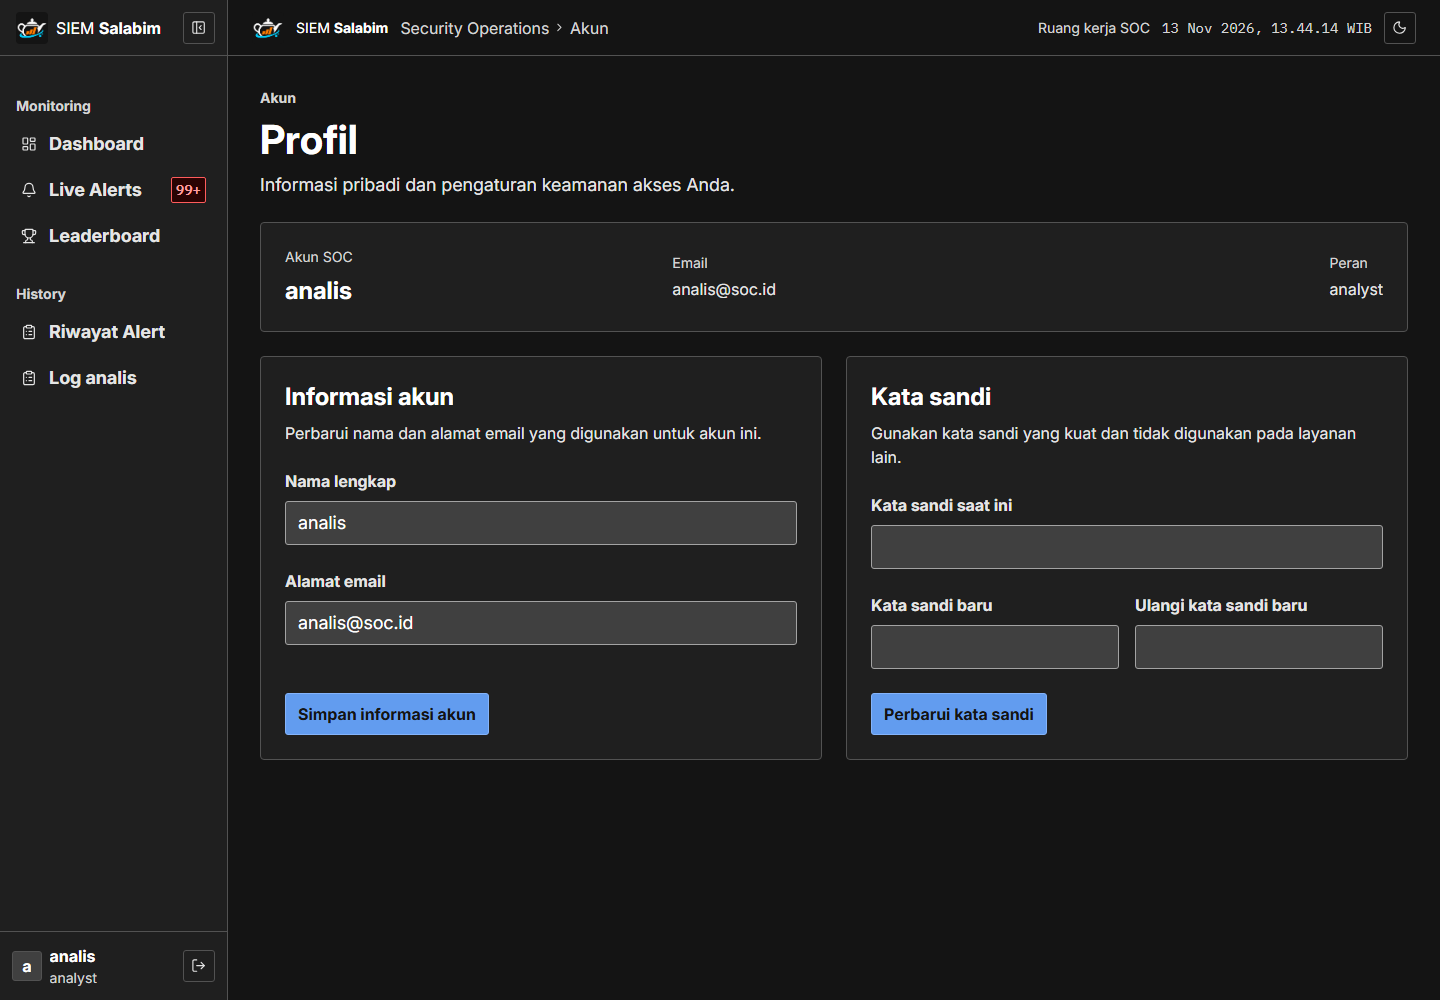 SIEM Salabim
Monitoring
Dashboard
Live Alerts 99+
Leaderboard
History
Riwayat Alert
Log analis
a analis
analyst
SIEM Salabim Security Operations › Akun
Ruang kerja SOC 13 Nov 2026, 13.44.14 WIB
Akun
Profil
Informasi pribadi dan pengaturan keamanan akses Anda.
Akun SOC
analis
Email
analis@soc.id
Peran
analyst
Informasi akun
Perbarui nama dan alamat email yang digunakan untuk akun ini.
Nama lengkap
analis
Alamat email
analis@soc.id
Simpan informasi akun
Kata sandi
Gunakan kata sandi yang kuat dan tidak digunakan pada layanan
lain.
Kata sandi saat ini
Kata sandi baru Ulangi kata sandi baru
Perbarui kata sandi